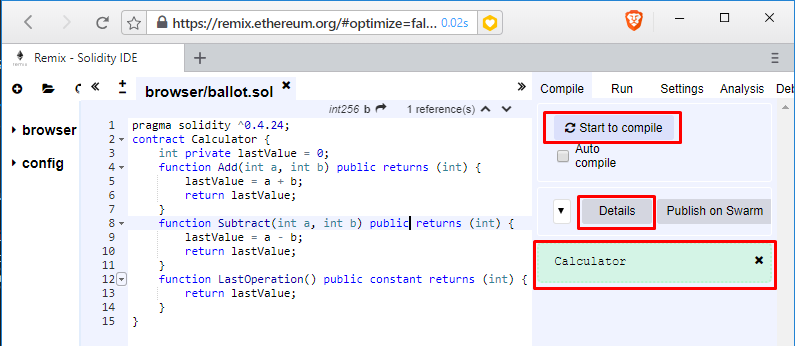 https://remix.ethereum.org/#optimize=fal... 0.02s
remix Remix - Solidity IDE
browser/ballot.sol
Compile Run Settings Analysis Deb
int256 b 1 reference(s)
browser
config
1 pragma solidity ^0.4.24;
2 contract Calculator {
3 int private lastValue = 0;
4 function Add(int a, int b) public returns (int) {
5 lastValue = a + b;
6 return lastValue;
7 }
8 function Subtract(int a, int b) public returns (int) {
9 lastValue = a - b;
10 return lastValue;
11 }
12 function LastOperation() public constant returns (int) {
13 return lastValue;
14 }
15 }
Start to compile
Auto
compile
Details Publish on Swarm
Calculator